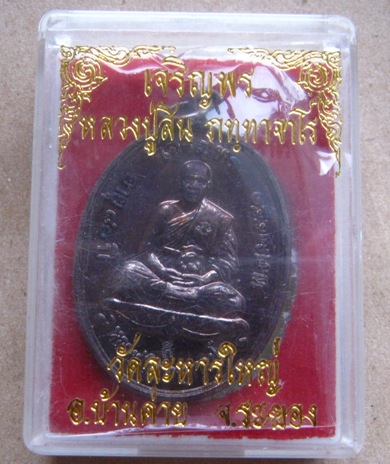 เจริญพร
หลวงปู่สิน ภทฺทาจาโร
วัดละหารใหญ่
อ.บ้านค่าย จ.ระยอง